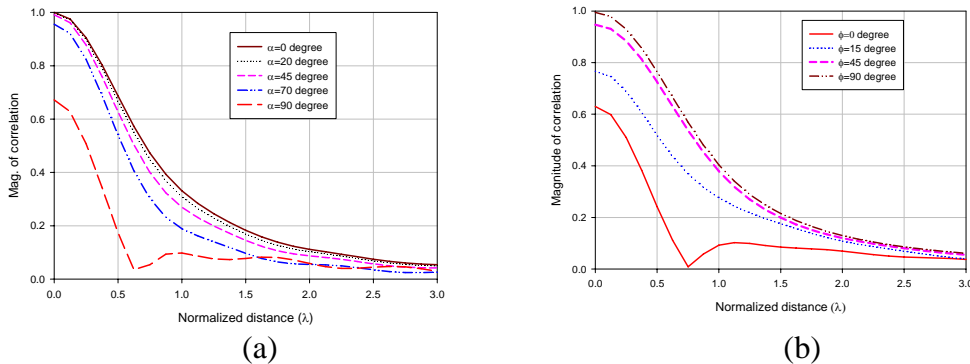 Mag. of correlation
1.0
0.8
0.6
0.4
0.2
0.0
α=0 degree
α=20 degree
α=45 degree
α=70 degree
α=90 degree
0.0 0.5 1.0 1.5 2.0 2.5 3.0
Normalized distance (λ)
(a)
Magnitude of correlation
1.0
0.8
0.6
0.4
0.2
0.0
ϕ=0 degree
ϕ=15 degree
ϕ=45 degree
ϕ=90 degree
0.0 0.5 1.0 1.5 2.0 2.5 3.0
Normalized distance (λ)
(b)